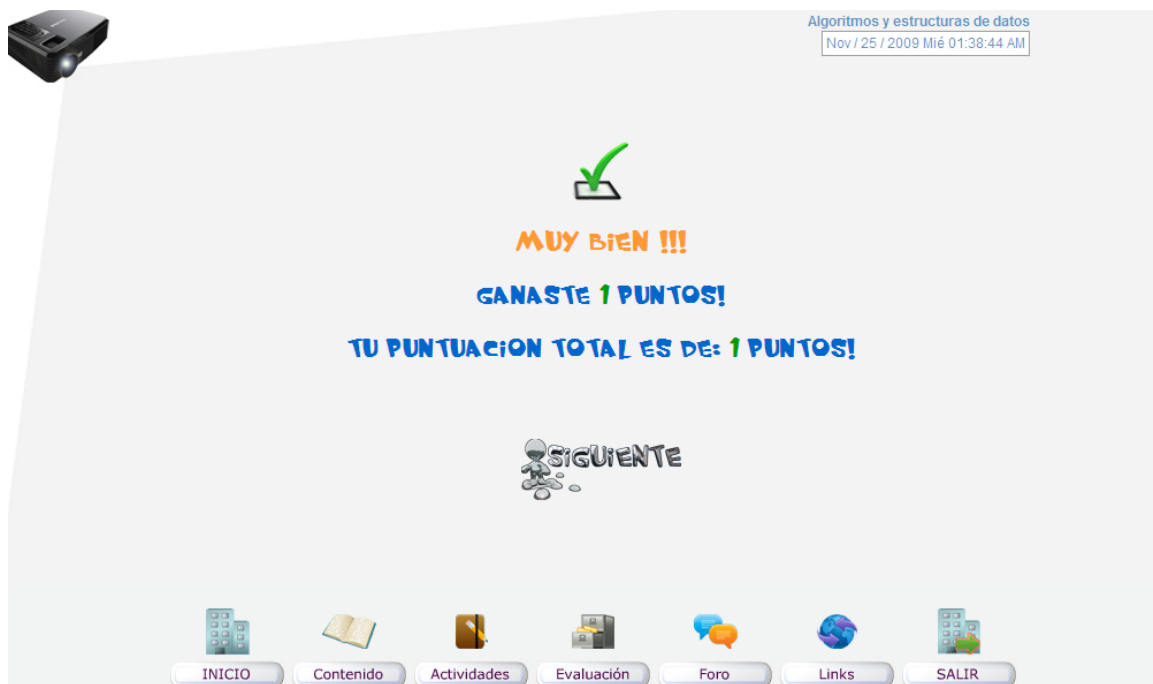 Algoritmos y estructuras de datos
Nov / 25 / 2009 Mié 01:38:44 AM
MUY BiEN !!!
GANASTE 1 PUNTOS!
TU PUNTUACiON TOTAL ES DE: 1 PUNTOS!
SiGUiENTE
INICIO Contenido Actividades Evaluación Foro Links SALIR